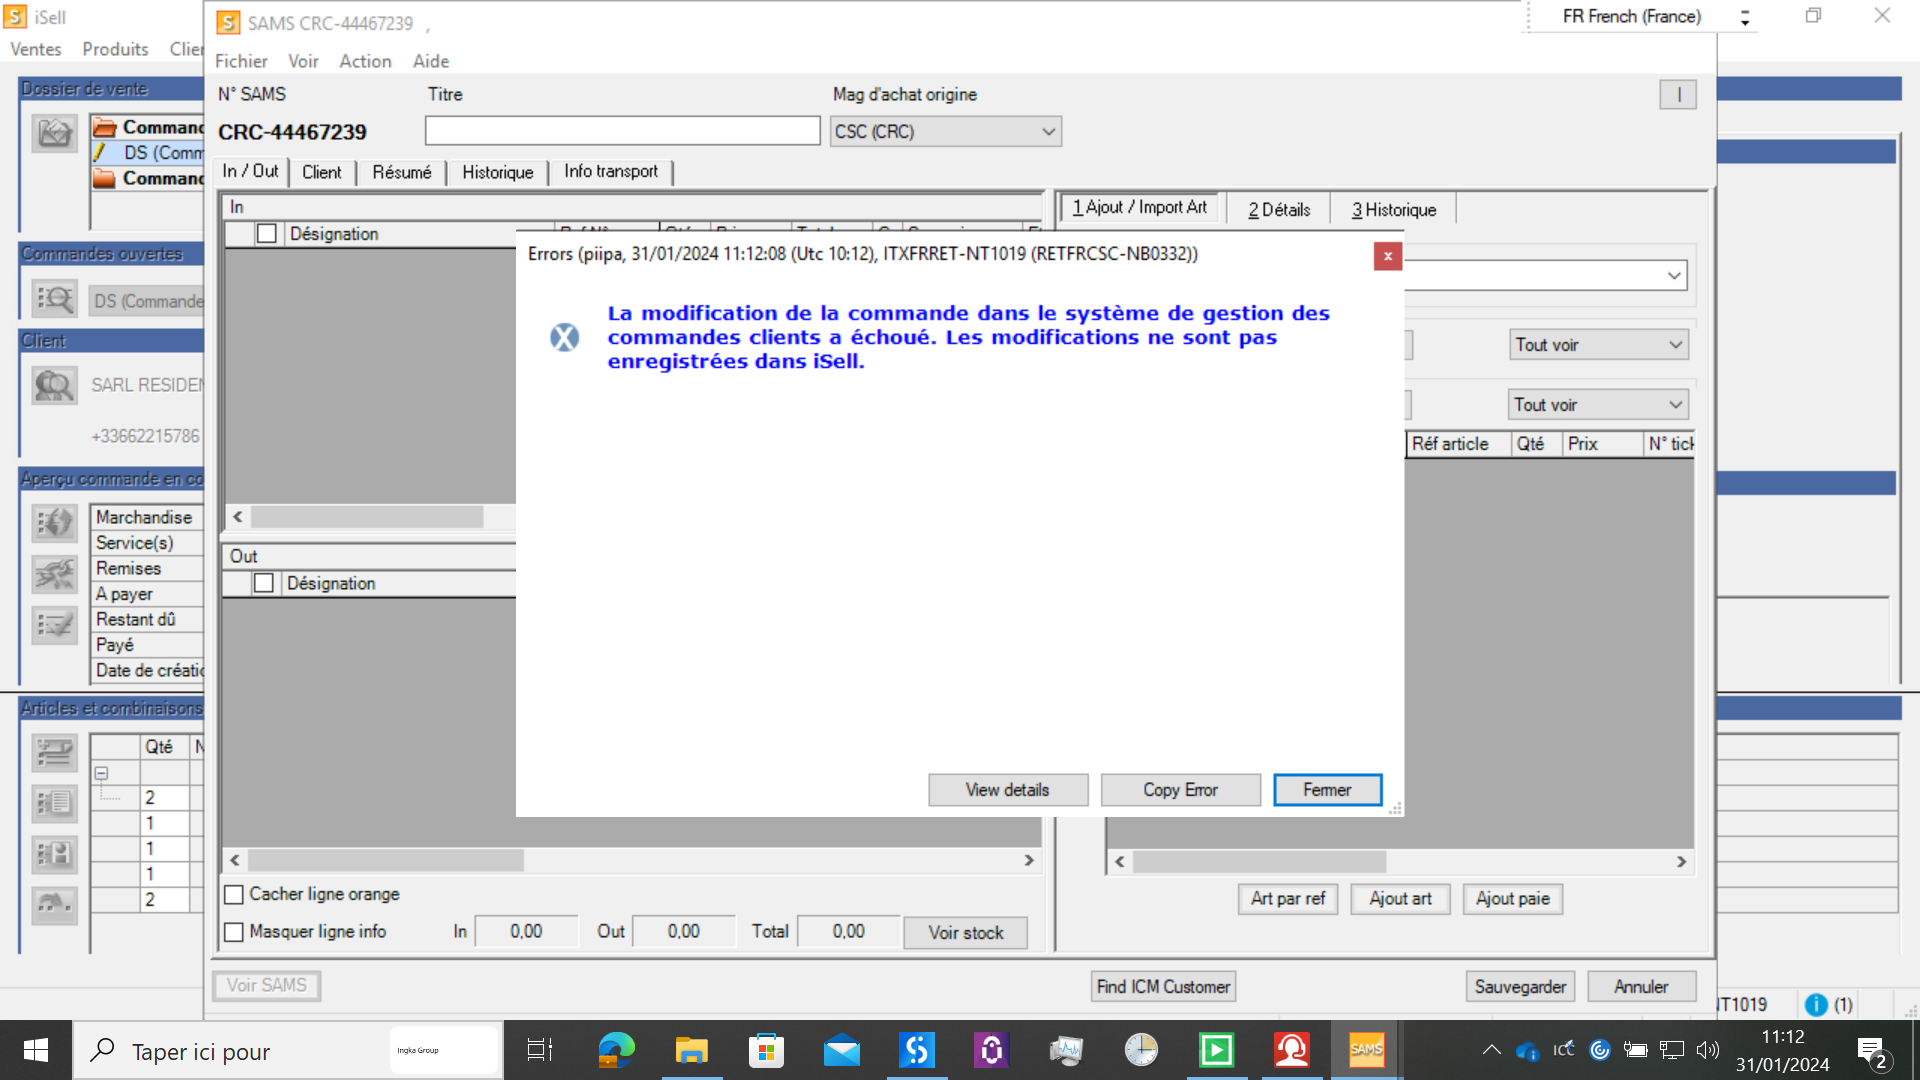 iSell
SAMS CRC-44467239 ,
FR French (France)
Ventes Produits
Fichier Voir Action Aide
Dossier de vente
N° SAMS Titre Mag d'achat origine
CRC-44467239 CSC (CRC)
DS (Comm
In / Out Client Résumé Historique Info transport
In
Désignation
1 Ajout / Import Art 2 Détails 3 Historique
Commandes ouvertes
DS (Commande
Errors (piipa, 31/01/2024 11:12:08 (Utc 10:12), ITXFRRET-NT1019 (RETFRCSC-NB0332))
x
La modification de la commande dans le système de gestion des
commandes clients a échoué. Les modifications ne sont pas
enregistrées dans iSell.
Client
SARL RESIDEN
+33662215786
Tout voir
Tout voir
Réf article Qté Prix N° tick
Aperçu commande en co
Marchandise
Service(s)
Remises
A payer
Restant dû
Payé
Date de créatio
Out
Désignation
Articles et combinaisons
Qté N
2
1
1
1
2
View details Copy Error Fermer
Cacher ligne orange
Masquer ligne info In 0,00 Out 0,00 Total 0,00 Voir stock
Art par ref Ajout art Ajout paie
Voir SAMS Find ICM Customer Sauvegarder Annuler
NT1019 (1)
Taper ici pour Ingka Group
SAMS
ICC
11:12
31/01/2024
2